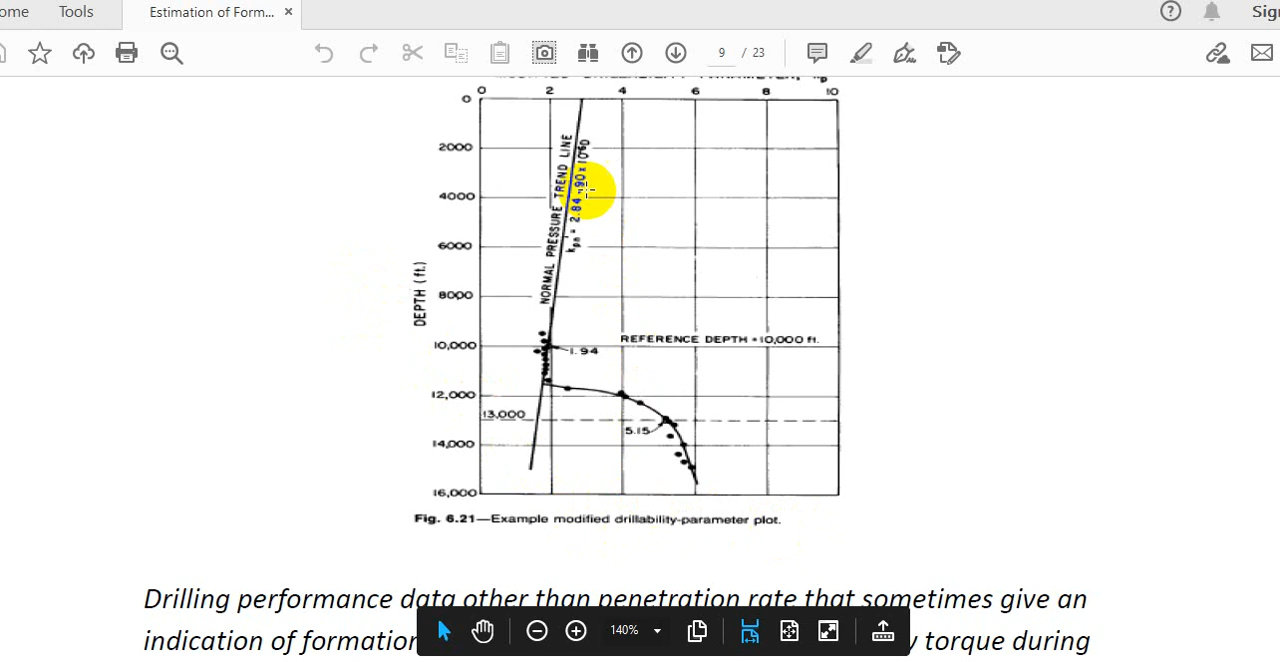 ome Tools Estimation of Form... × Sig
9 / 23
0 2 4 6 8 10
0
2000
4000
6000
8000
10,000
12,000
14,000
16,000
DEPTH (ft.)
NORMAL PRESSURE TREND LINE
REFERENCE DEPTH = 10,000 ft.
1.94
13,000
5.15
Fig. 6.21—Example modified drillability-parameter plot.
Drilling performance data other than penetration rate that sometimes give an
indication of formation y torque during
140%